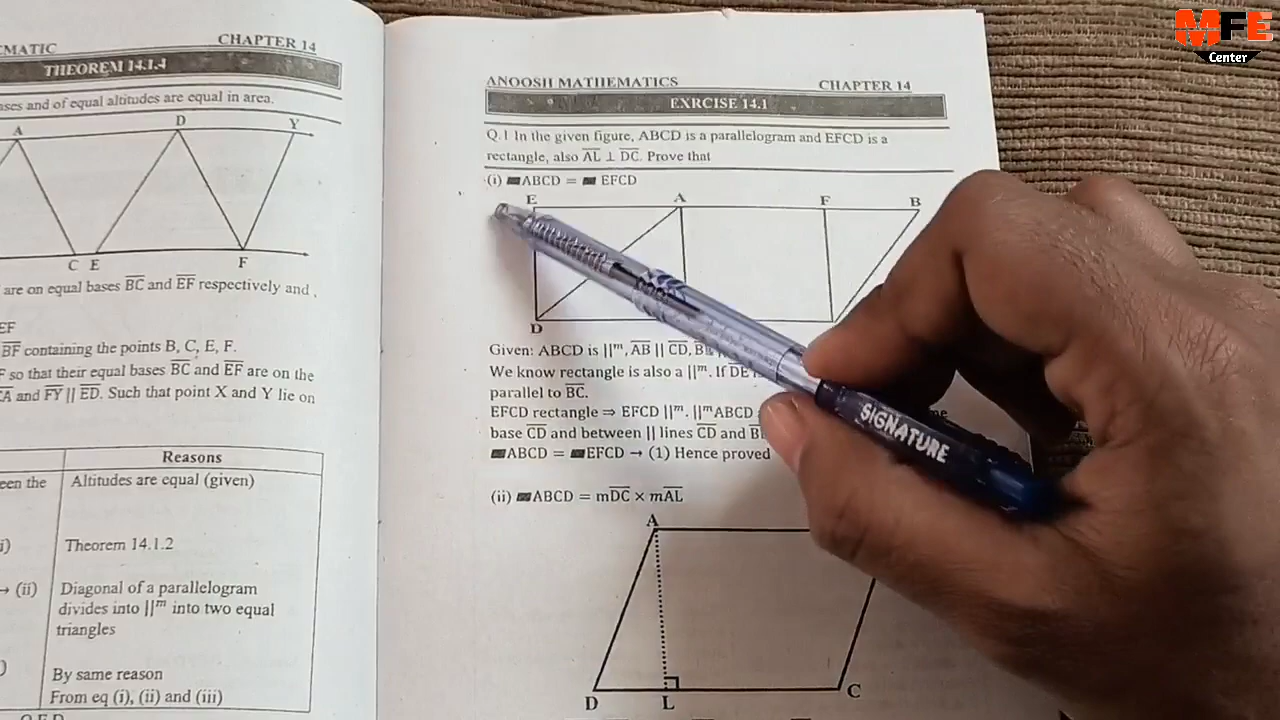 MFE
Center
CHAPTER 14
THEOREM 14.1.4
and of equal altitudes are equal in area.
A D Y
C E F
are on equal bases BC and EF respectively and ,
EF
BF containing the points B, C, E, F.
so that their equal bases BC and EF are on the
and FY || ED. Such that point X and Y lie on
Reasons
the Altitudes are equal (given)
Theorem 14.1.2
→ (ii) Diagonal of a parallelogram
divides into ||ᵐ into two equal
triangles
By same reason
From eq (i), (ii) and (iii)
ANOOSH MATHEMATICS CHAPTER 14
EXRCISE 14.1
Q.1 In the given figure, ABCD is a parallelogram and EFCD is a
rectangle, also AL ⊥ DC. Prove that
(i) ▰ABCD = ▰ EFCD
E A F B
D
Given: ABCD is ||ᵐ, AB || CD,
We know rectangle is also a ||ᵐ. If DE
parallel to BC.
EFCD rectangle ⇒ EFCD ||ᵐ. ||ᵐABCD
base CD and between || lines CD and
▰ABCD = ▰EFCD → (1) Hence proved
(ii) ▰ABCD = mDC × mAL
A
D L C
SIGNATURE